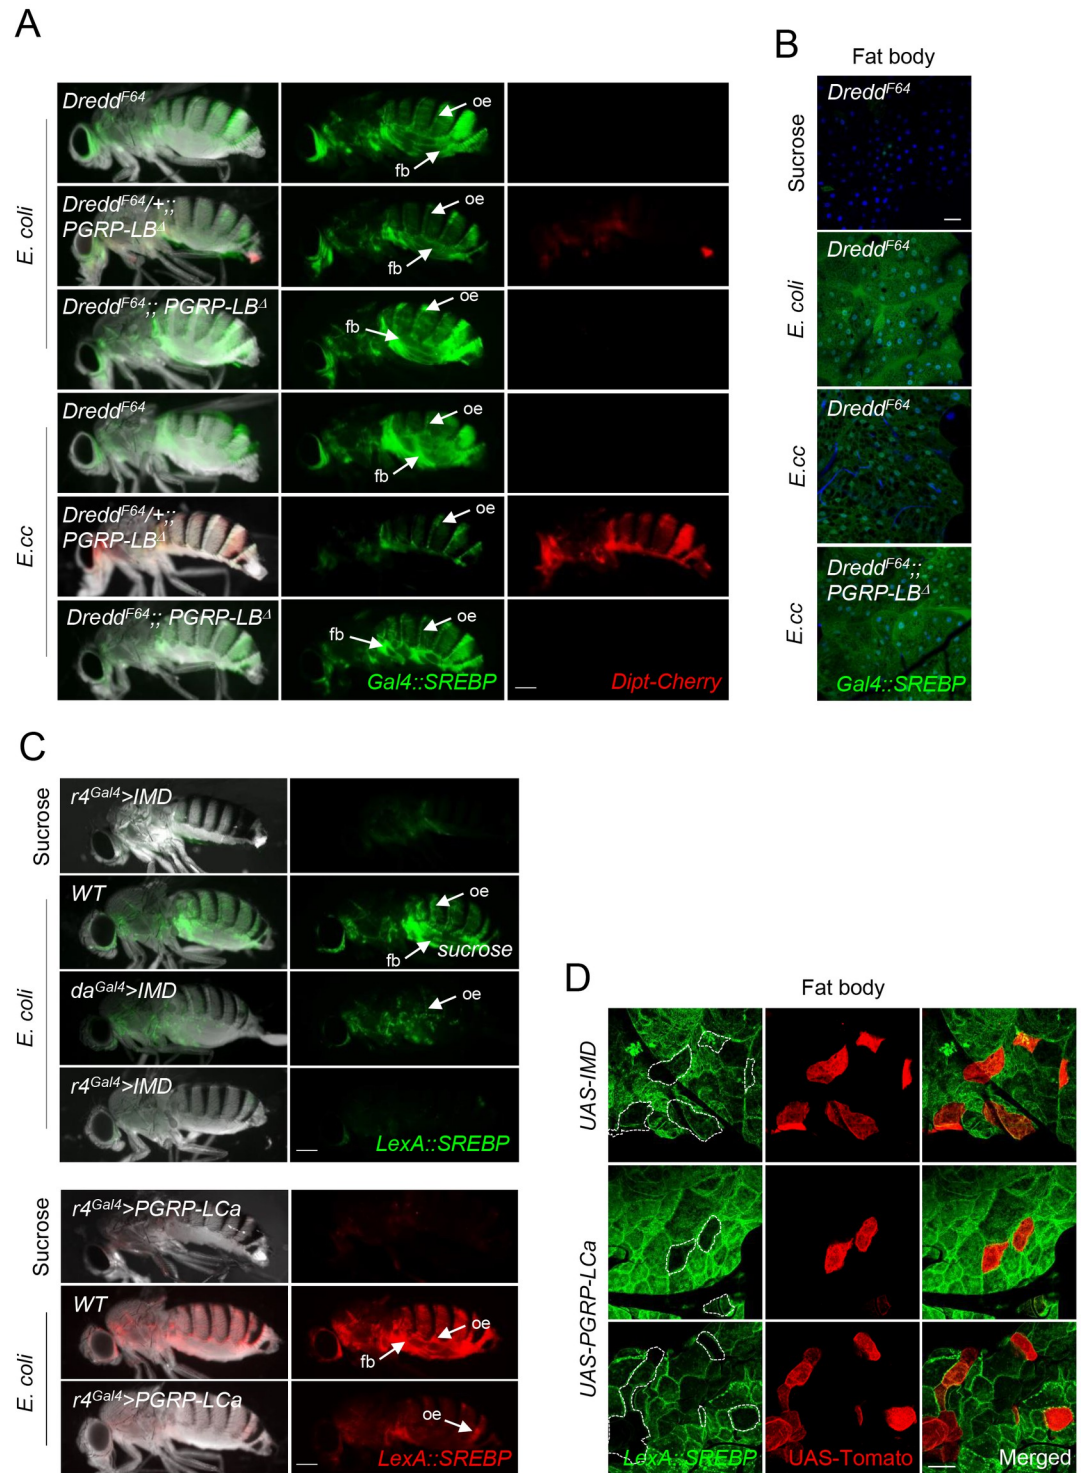 A
E. coli
E.cc
Dredd^F64
oe
fb
Dredd^F64/+;;
PGRP-LB^Δ
oe
fb
Dredd^F64;; PGRP-LB^Δ
oe
fb
Dredd^F64
oe
fb
Dredd^F64/+;;
PGRP-LB^Δ
oe
Dredd^F64;; PGRP-LB^Δ
oe
fb
Gal4::SREBP
Dipt-Cherry
B
Fat body
Sucrose
Dredd^F64
E. coli
Dredd^F64
E.cc
Dredd^F64
E.cc
Dredd^F64;;
PGRP-LB^Δ
Gal4::SREBP
C
Sucrose
r4^Gal4>IMD
E. coli
WT
oe
sucrose
fb
da^Gal4>IMD
oe
r4^Gal4>IMD
LexA::SREBP
Sucrose
r4^Gal4>PGRP-LCa
E. coli
WT
oe
fb
r4^Gal4>PGRP-LCa
oe
LexA::SREBP
D
Fat body
UAS-IMD
UAS-PGRP-LCa
LexA::SREBP
UAS-Tomato
Merged